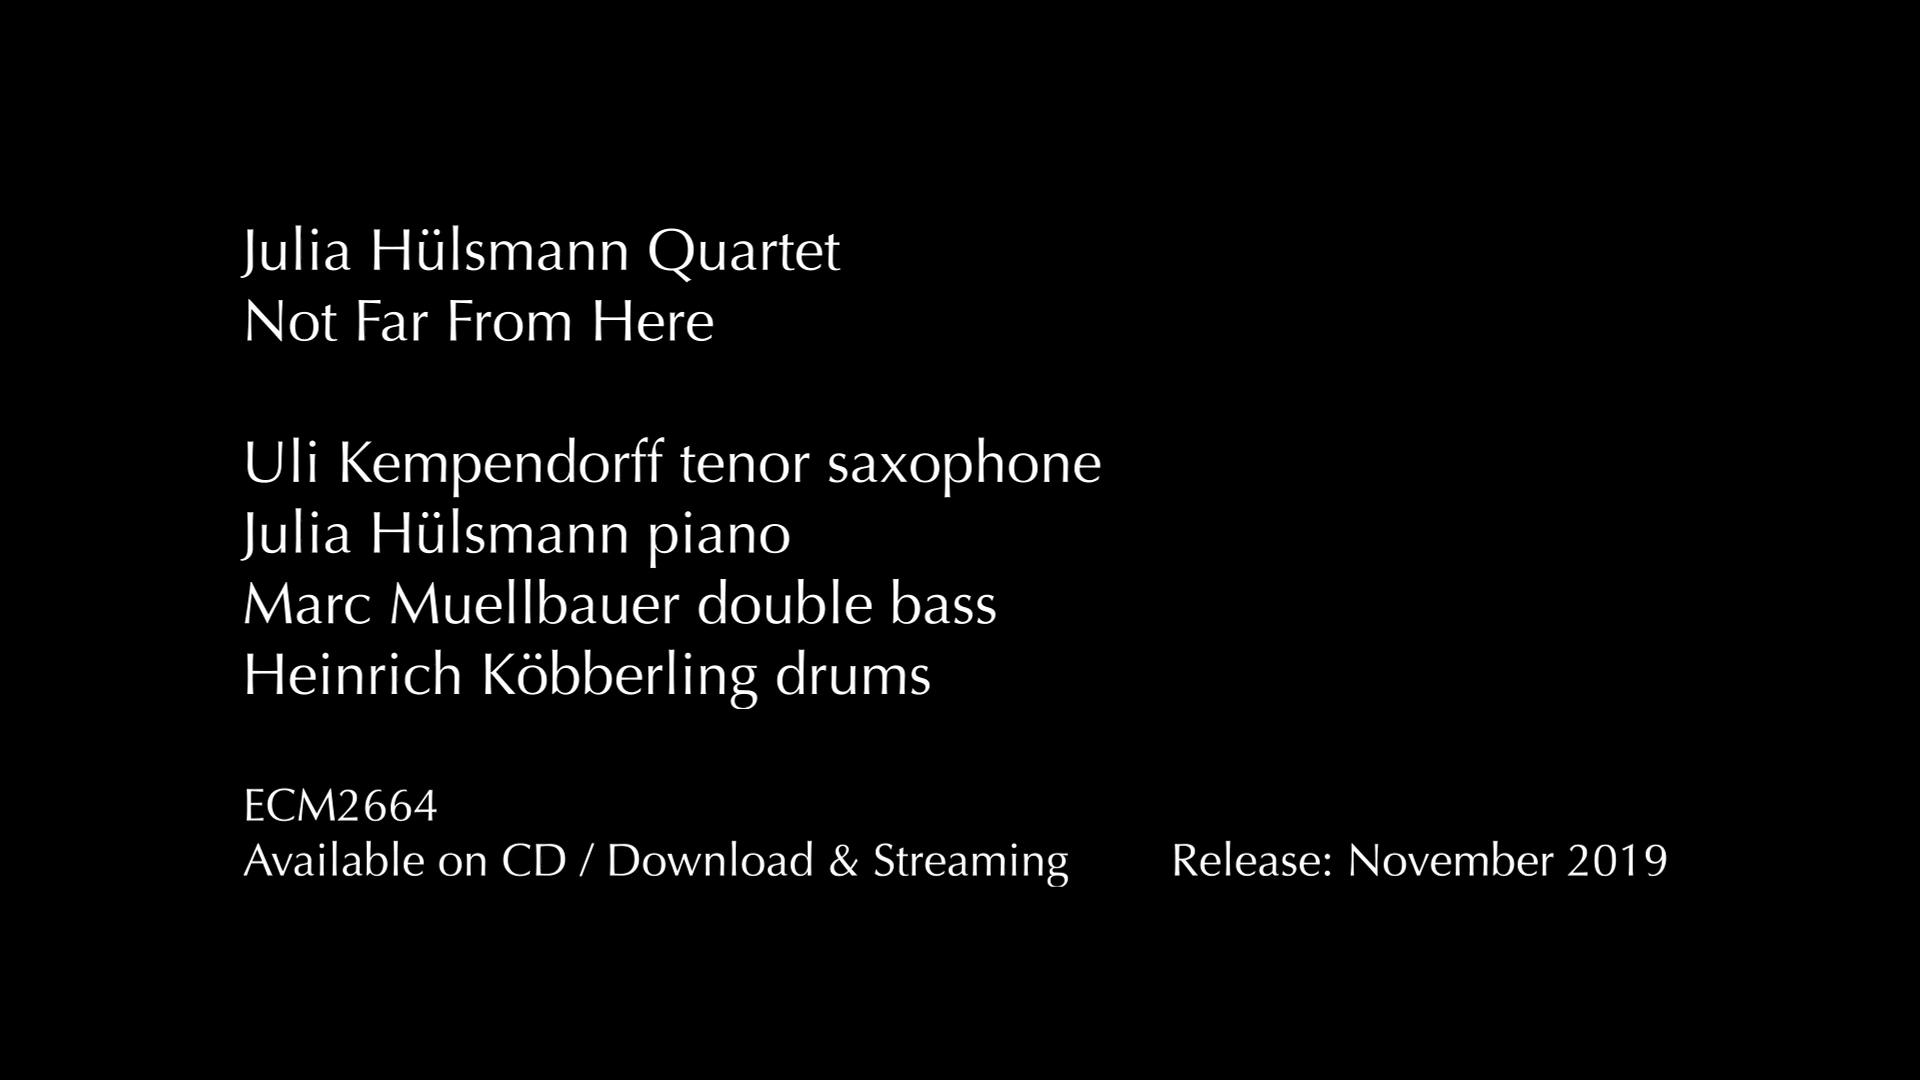 Julia Hülsmann Quartet
Not Far From Here
Uli Kempendorff tenor saxophone
Julia Hülsmann piano
Marc Muellbauer double bass
Heinrich Köbberling drums
ECM2664
Available on CD / Download & Streaming Release: November 2019